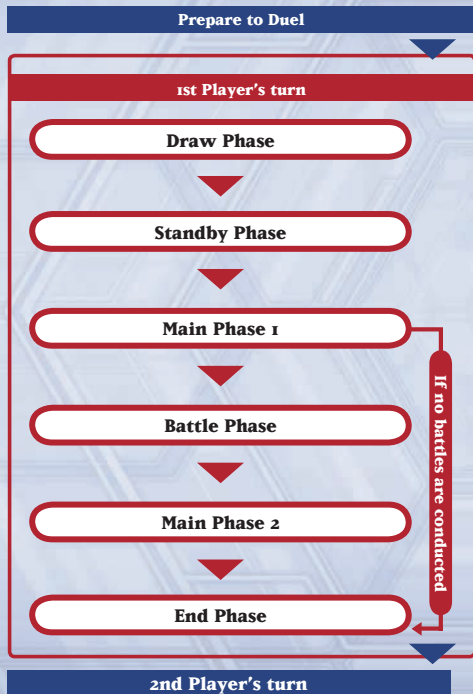 Prepare to Duel
1st Player's turn
Draw Phase
Standby Phase
Main Phase 1
Battle Phase
Main Phase 2
End Phase
If no battles are conducted
2nd Player's turn